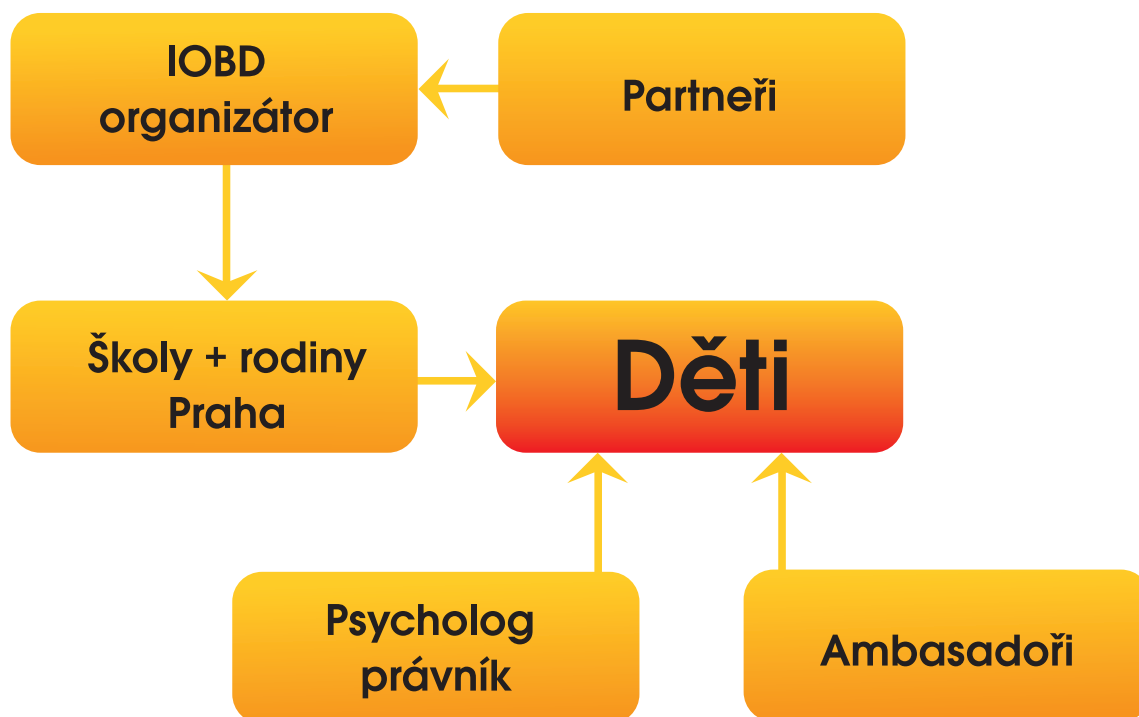 IOBD
organizátor
Partneři
Školy + rodiny
Praha
Děti
Psycholog
právník
Ambasadoři